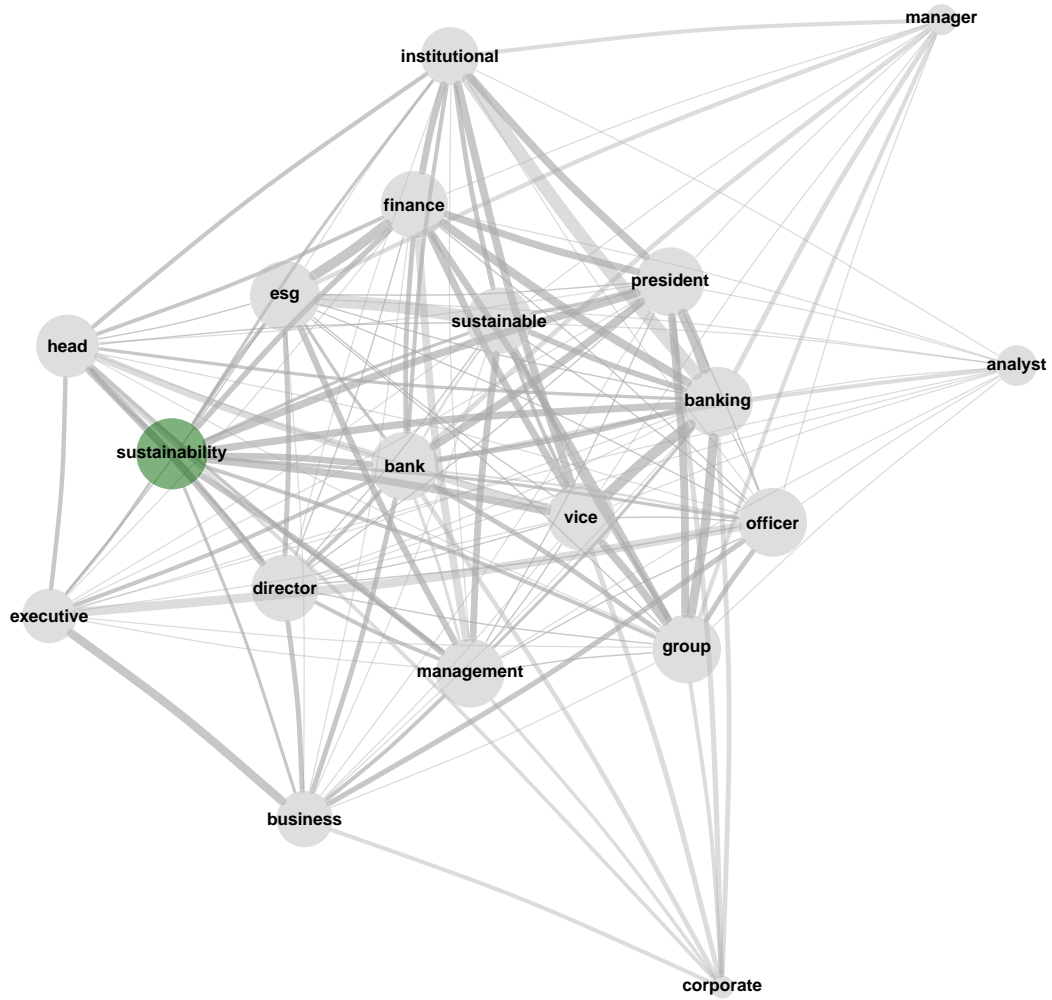 manager
institutional
finance
president
esg
sustainable
head
analyst
banking
sustainability
bank
vice
officer
director
executive
group
management
business
corporate